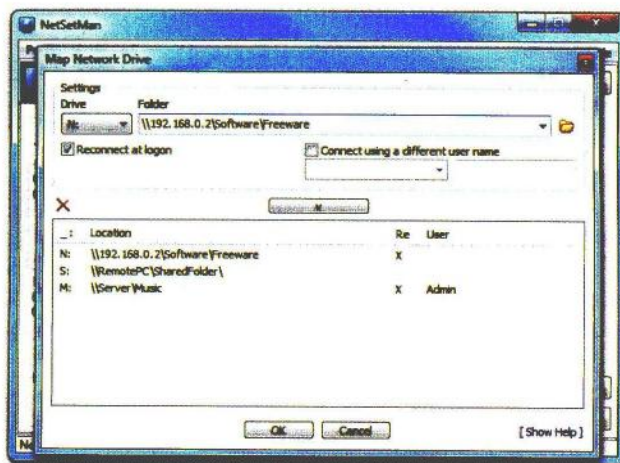 NetSetMan
Map Network Drive
Settings
Drive Folder
N: \\192.168.0.2\Software\Freeware
Reconnect at logon Connect using a different user name
_: Location Re User
N: \\192.168.0.2\Software\Freeware X
S: \\RemotePC\SharedFolder\
M: \\Server\Music X Admin
OK Cancel [ Show Help ]